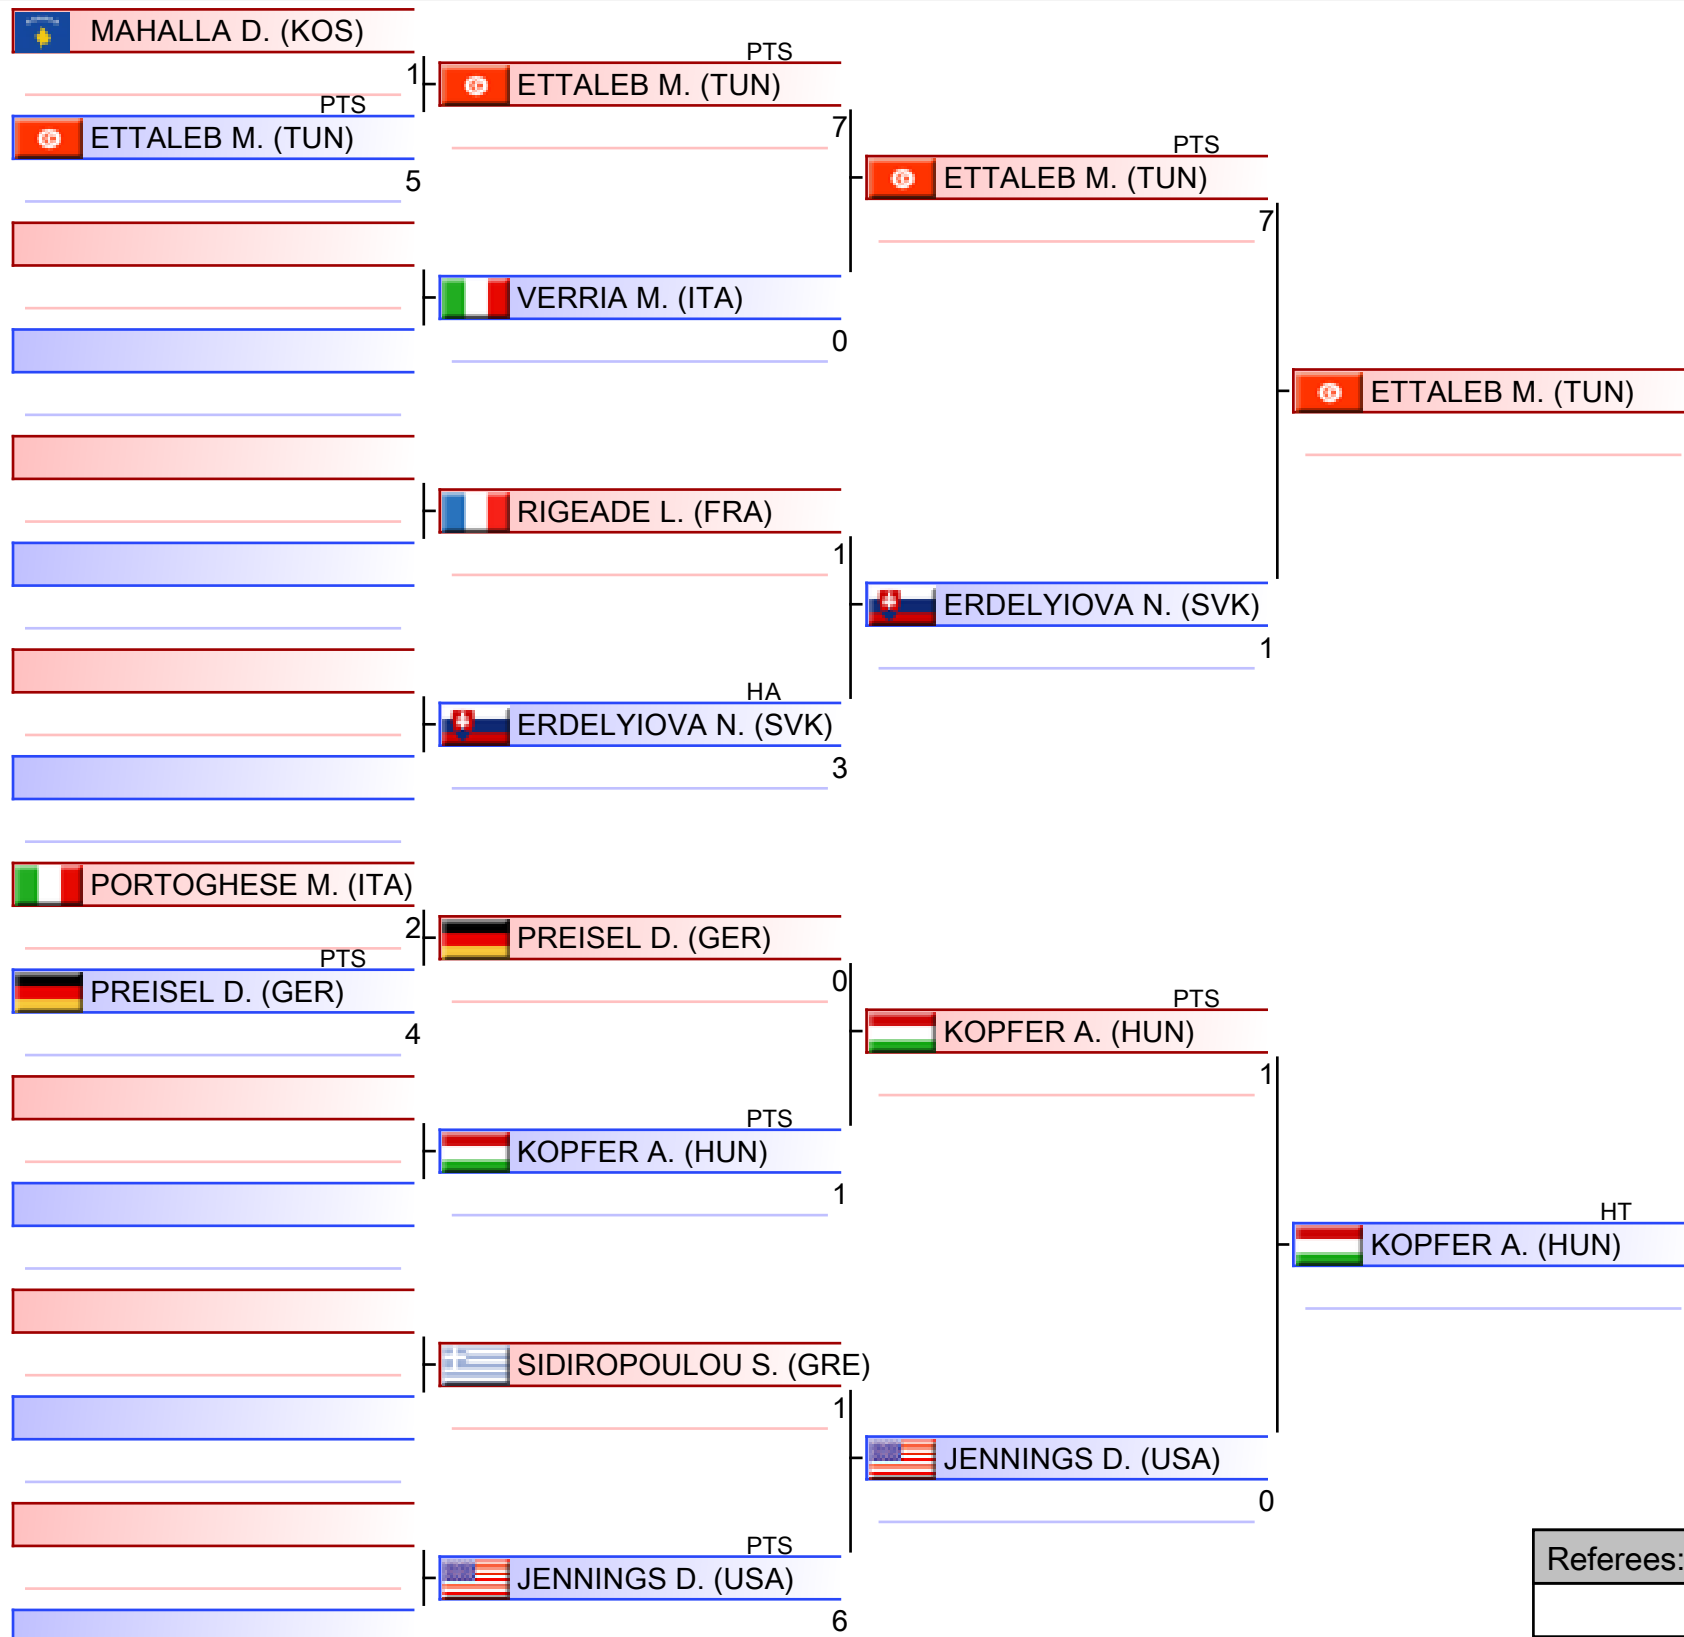 MAHALLA D. (KOS)
1
PTS
ETTALEB M. (TUN)
5
PORTOGHESE M. (ITA)
2
PTS
PREISEL D. (GER)
4
PTS
ETTALEB M. (TUN)
7
VERRIA M. (ITA)
0
RIGEADE L. (FRA)
1
HA
ERDELYIOVA N. (SVK)
3
PREISEL D. (GER)
0
PTS
KOPFER A. (HUN)
1
SIDIROPOULOU S. (GRE)
1
PTS
JENNINGS D. (USA)
6
PTS
ETTALEB M. (TUN)
7
ERDELYIOVA N. (SVK)
1
PTS
KOPFER A. (HUN)
1
JENNINGS D. (USA)
0
ETTALEB M. (TUN)
HT
KOPFER A. (HUN)
Referees: